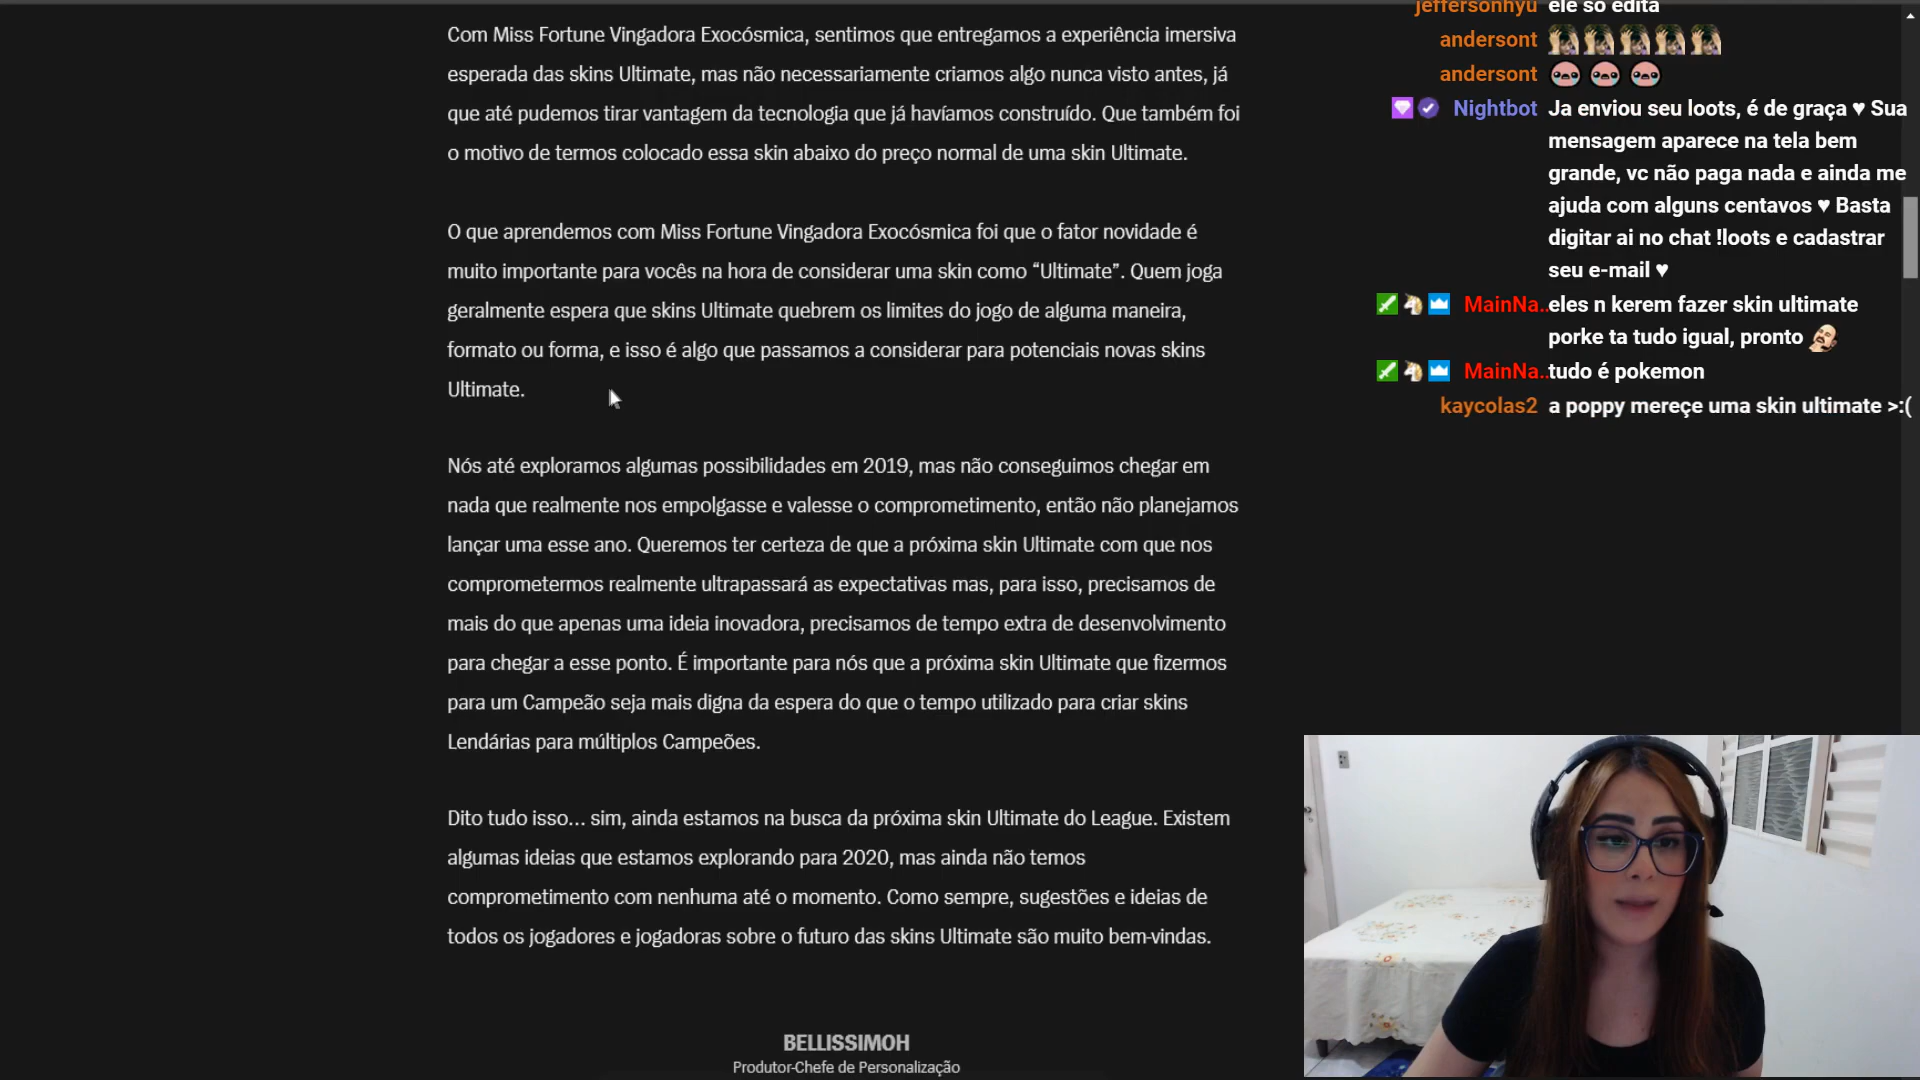 Com Miss Fortune Vingadora Exocósmica, sentimos que entregamos a experiência imersiva
esperada das skins Ultimate, mas não necessariamente criamos algo nunca visto antes, já
que até pudemos tirar vantagem da tecnologia que já havíamos construído. Que também foi
o motivo de termos colocado essa skin abaixo do preço normal de uma skin Ultimate.
O que aprendemos com Miss Fortune Vingadora Exocósmica foi que o fator novidade é
muito importante para vocês na hora de considerar uma skin como “Ultimate”. Quem joga
geralmente espera que skins Ultimate quebrem os limites do jogo de alguma maneira,
formato ou forma, e isso é algo que passamos a considerar para potenciais novas skins
Ultimate.
Nós até exploramos algumas possibilidades em 2019, mas não conseguimos chegar em
nada que realmente nos empolgasse e valesse o comprometimento, então não planejamos
lançar uma esse ano. Queremos ter certeza de que a próxima skin Ultimate com que nos
comprometermos realmente ultrapassará as expectativas mas, para isso, precisamos de
mais do que apenas uma ideia inovadora, precisamos de tempo extra de desenvolvimento
para chegar a esse ponto. É importante para nós que a próxima skin Ultimate que fizermos
para um Campeão seja mais digna da espera do que o tempo utilizado para criar skins
Lendárias para múltiplos Campeões.
Dito tudo isso... sim, ainda estamos na busca da próxima skin Ultimate do League. Existem
algumas ideias que estamos explorando para 2020, mas ainda não temos
comprometimento com nenhuma até o momento. Como sempre, sugestões e ideias de
todos os jogadores e jogadoras sobre o futuro das skins Ultimate são muito bem-vindas.
BELLISSIMOH
Produtor-Chefe de Personalização
jeffersonhyu ele so edita
andersont
andersont
Nightbot Ja enviou seu loots, é de graça ♥ Sua
mensagem aparece na tela bem
grande, vc não paga nada e ainda me
ajuda com alguns centavos ♥ Basta
digitar ai no chat !loots e cadastrar
seu e-mail ♥
MainNa.. eles n kerem fazer skin ultimate
porke ta tudo igual, pronto
MainNa.. tudo é pokemon
kaycolas2 a poppy mereçe uma skin ultimate >:(